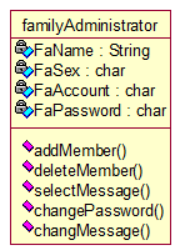 familyAdministrator
FaName : String
FaSex : char
FaAccount : char
FaPassword : char
addMember()
deleteMember()
selectMessage()
changePassword()
changMessage()